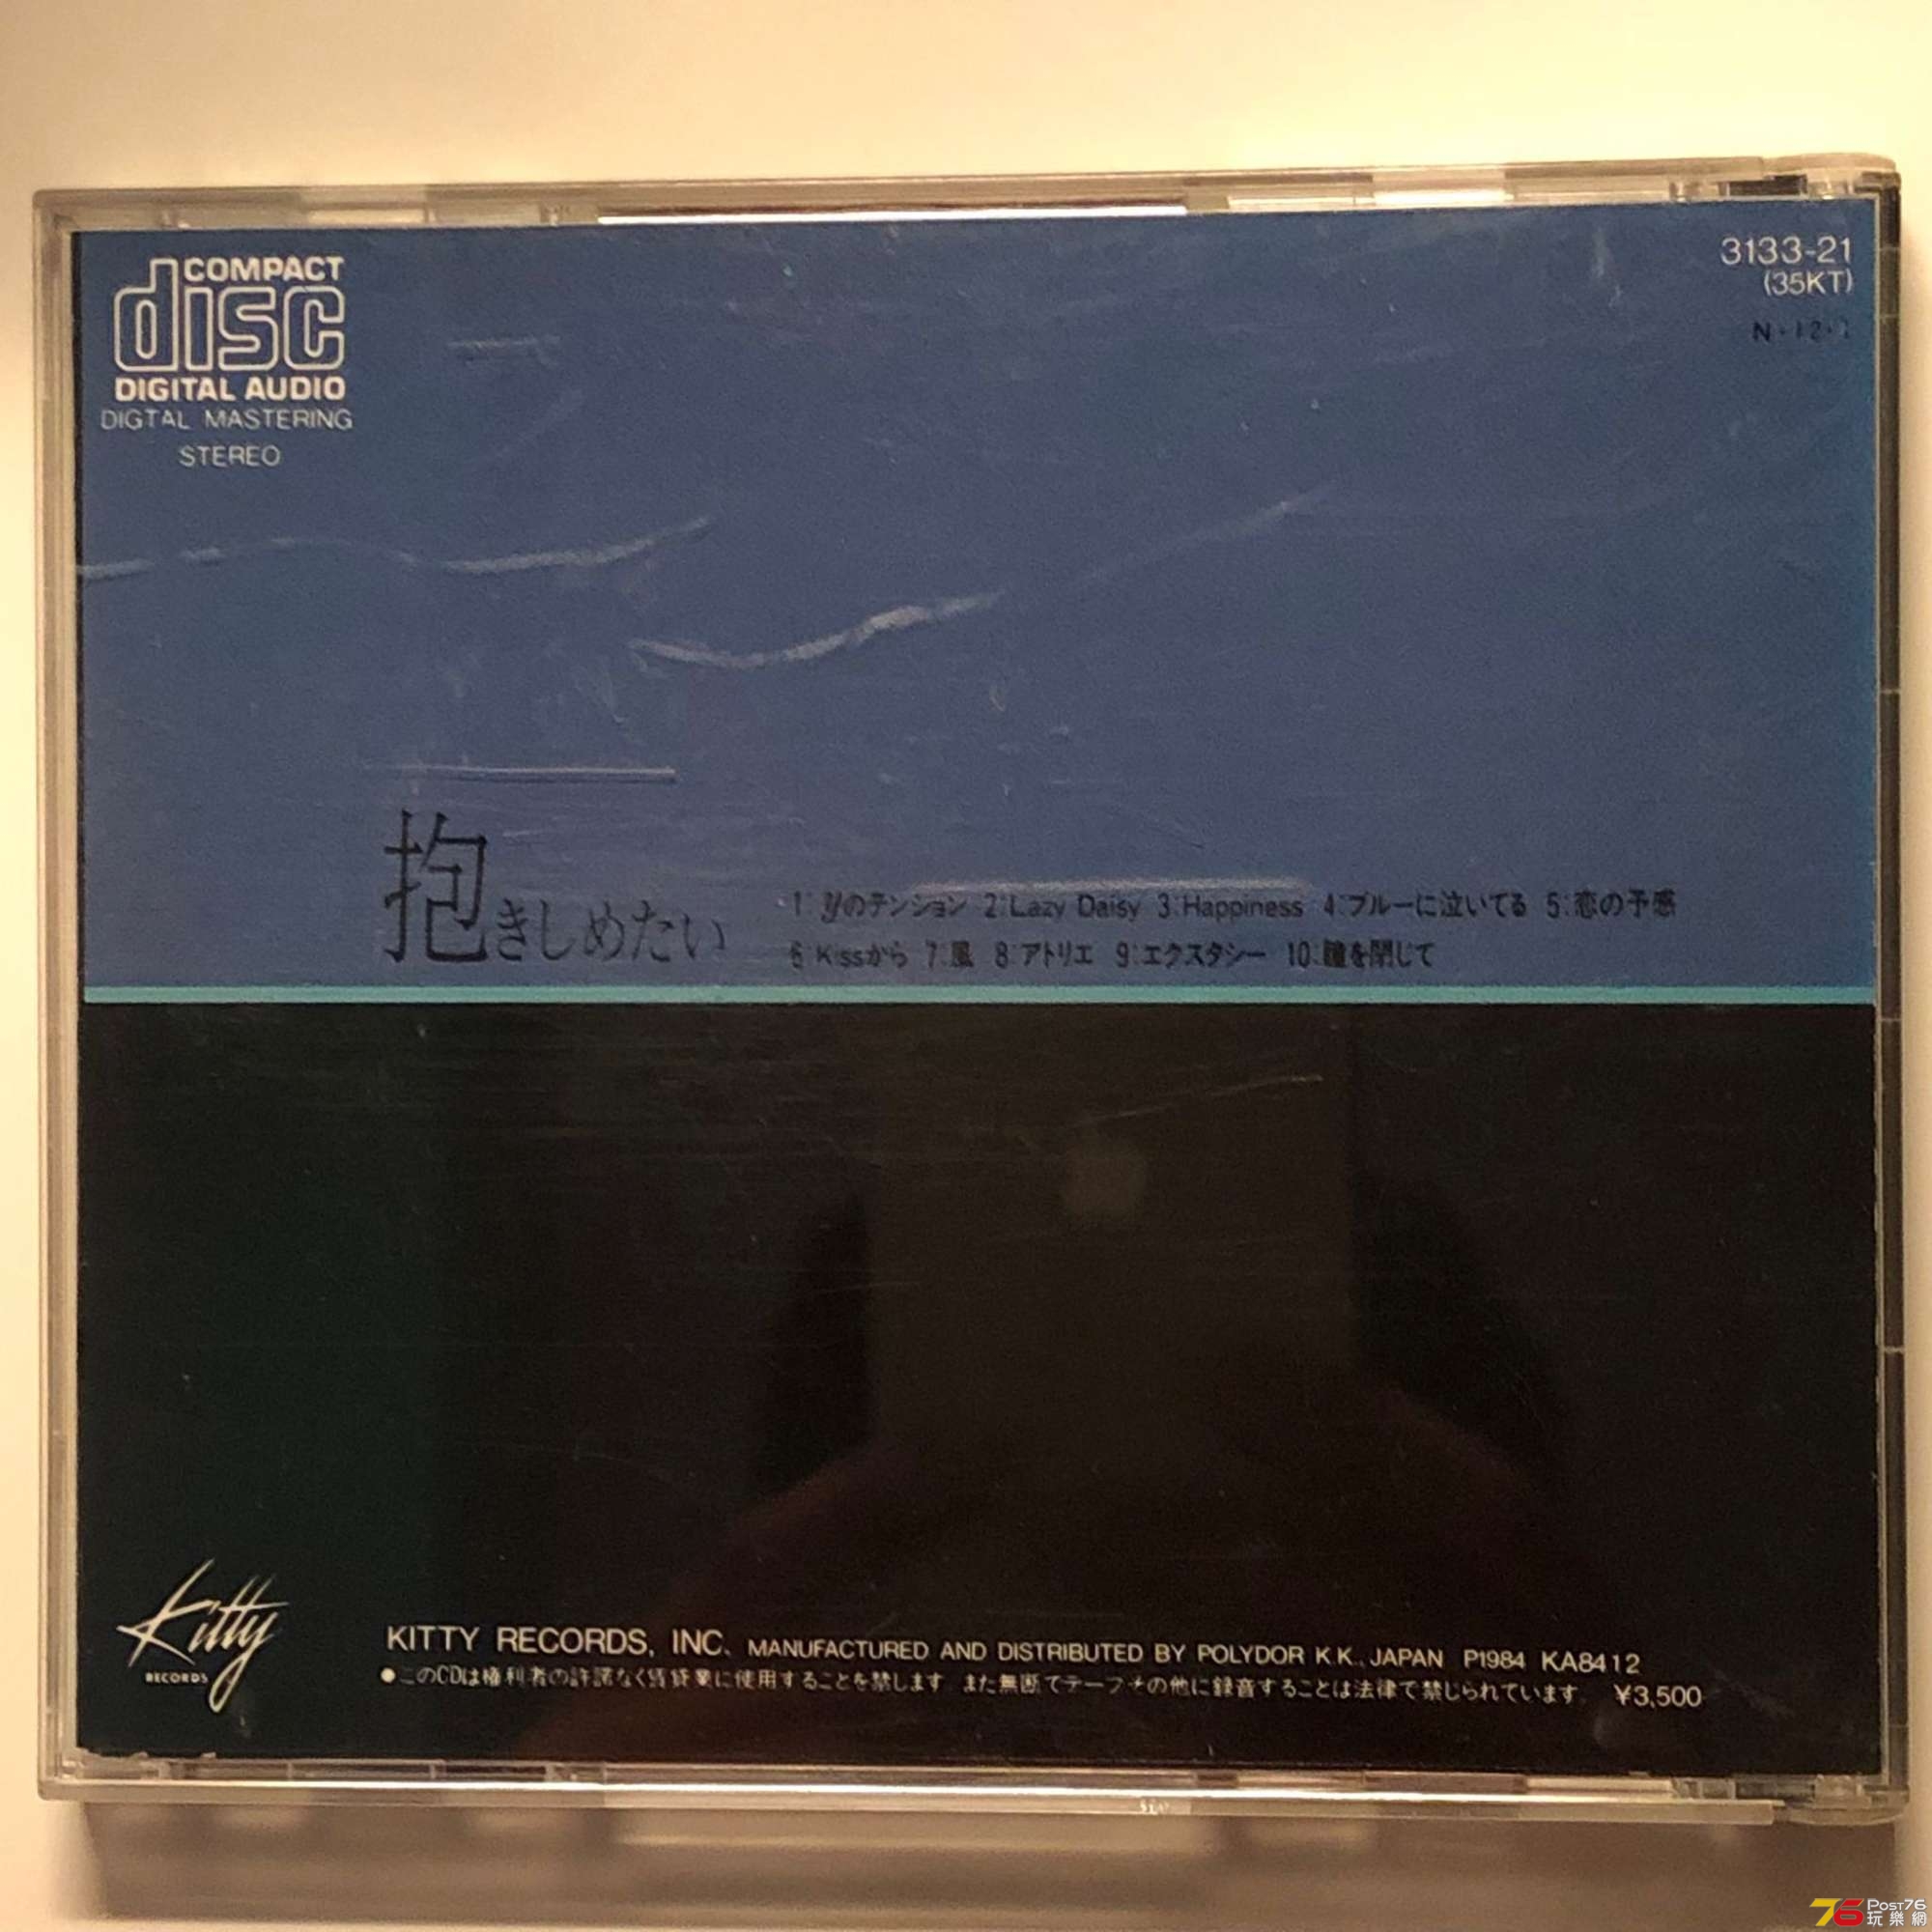 COMPACT
disc
DIGITAL AUDIO
DIGTAL MASTERING
STEREO
3133-21
(35KT)
抱きしめたい
1:yのテンション 2:Lazy Daisy 3:Happiness 4:ブルーに泣いてる 5:恋の予感
6:Kissから 7:風 8:アトリエ 9:エクスタシー 10:瞳を閉じて
Kitty
RECORDS
KITTY RECORDS, INC. MANUFACTURED AND DISTRIBUTED BY POLYDOR K.K., JAPAN P1984 KA8412
●このCDは権利者の許諾なく賃貸業に使用することを禁じます また無断でテープその他に録音することは法律で禁じられています ¥3,500
76 Post76
玩樂網